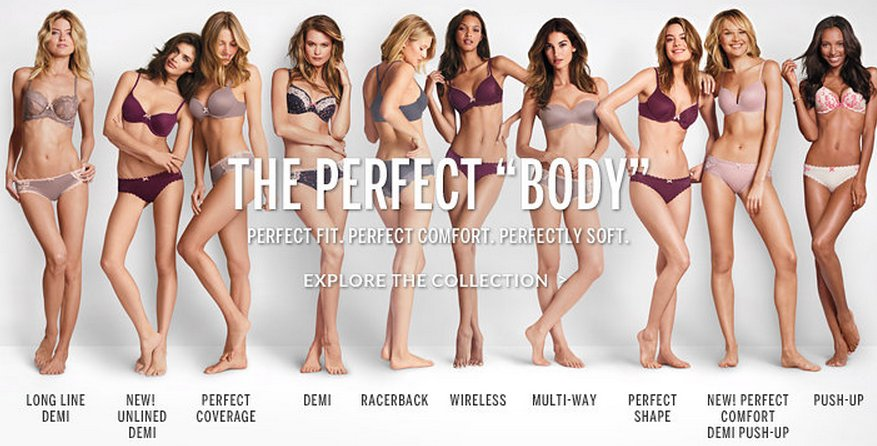 THE PERFECT “BODY”
PERFECT FIT. PERFECT COMFORT. PERFECTLY SOFT.
EXPLORE THE COLLECTION >
LONG LINE
DEMI
NEW!
UNLINED
DEMI
PERFECT
COVERAGE
DEMI
RACERBACK
WIRELESS
MULTI-WAY
PERFECT
SHAPE
NEW! PERFECT
COMFORT
DEMI PUSH-UP
PUSH-UP